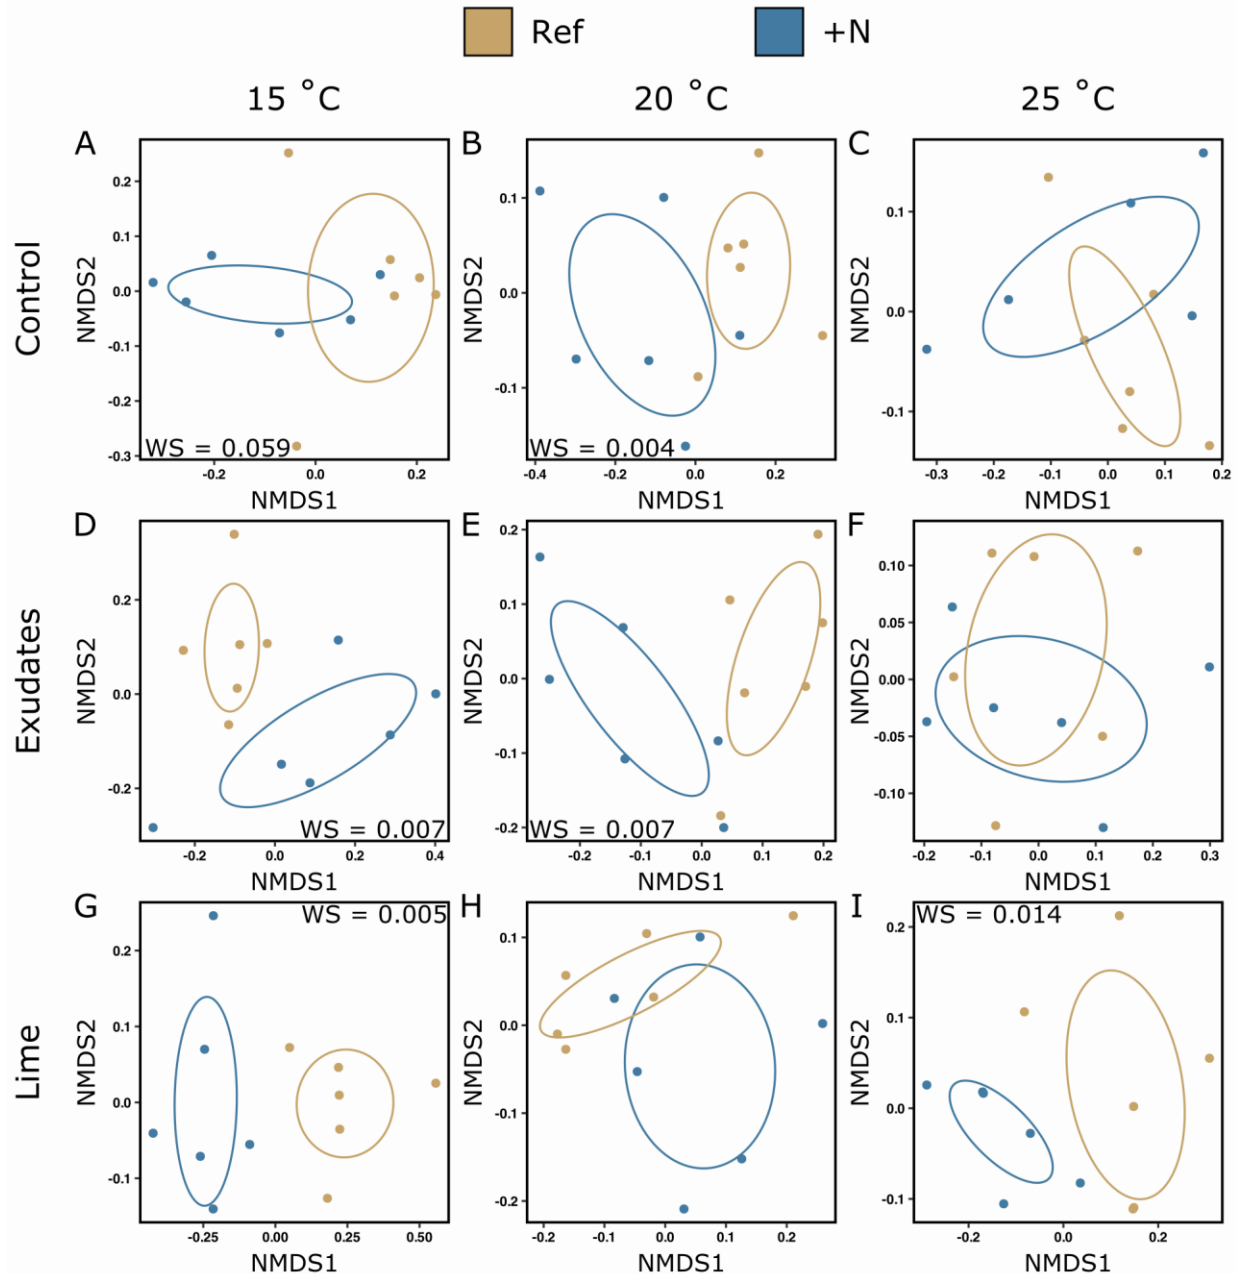 Ref +N
15 °C 20 °C 25 °C
Control
A
NMDS2
0.2
0.1
0.0
-0.1
-0.2
-0.3
WS = 0.059
-0.2 0.0 0.2
NMDS1
B
NMDS2
0.1
0.0
-0.1
WS = 0.004
-0.4 -0.2 0.0 0.2
NMDS1
C
NMDS2
0.1
0.0
-0.1
-0.3 -0.2 -0.1 0.0 0.1 0.2
NMDS1
Exudates
D
NMDS2
0.2
0.0
-0.2
WS = 0.007
-0.2 0.0 0.2 0.4
NMDS1
E
NMDS2
0.2
0.1
0.0
-0.1
-0.2
WS = 0.007
-0.2 -0.1 0.0 0.1 0.2
NMDS1
F
NMDS2
0.10
0.05
0.00
-0.05
-0.10
-0.2 -0.1 0.0 0.1 0.2 0.3
NMDS1
Lime
G
WS = 0.005
NMDS2
0.2
0.1
0.0
-0.1
-0.25 0.00 0.25 0.50
NMDS1
H
NMDS2
0.1
0.0
-0.1
-0.2
-0.2 -0.1 0.0 0.1 0.2
NMDS1
I
WS = 0.014
NMDS2
0.2
0.1
0.0
-0.1
-0.2 0.0 0.2
NMDS1